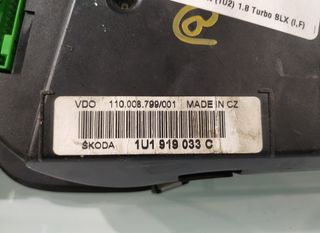 (1U2) 1.8 Turbo SLX (I,F)
@
VDO 110.008.799/001 MADE IN CZ
ŠKODA 1U1 919 033 C